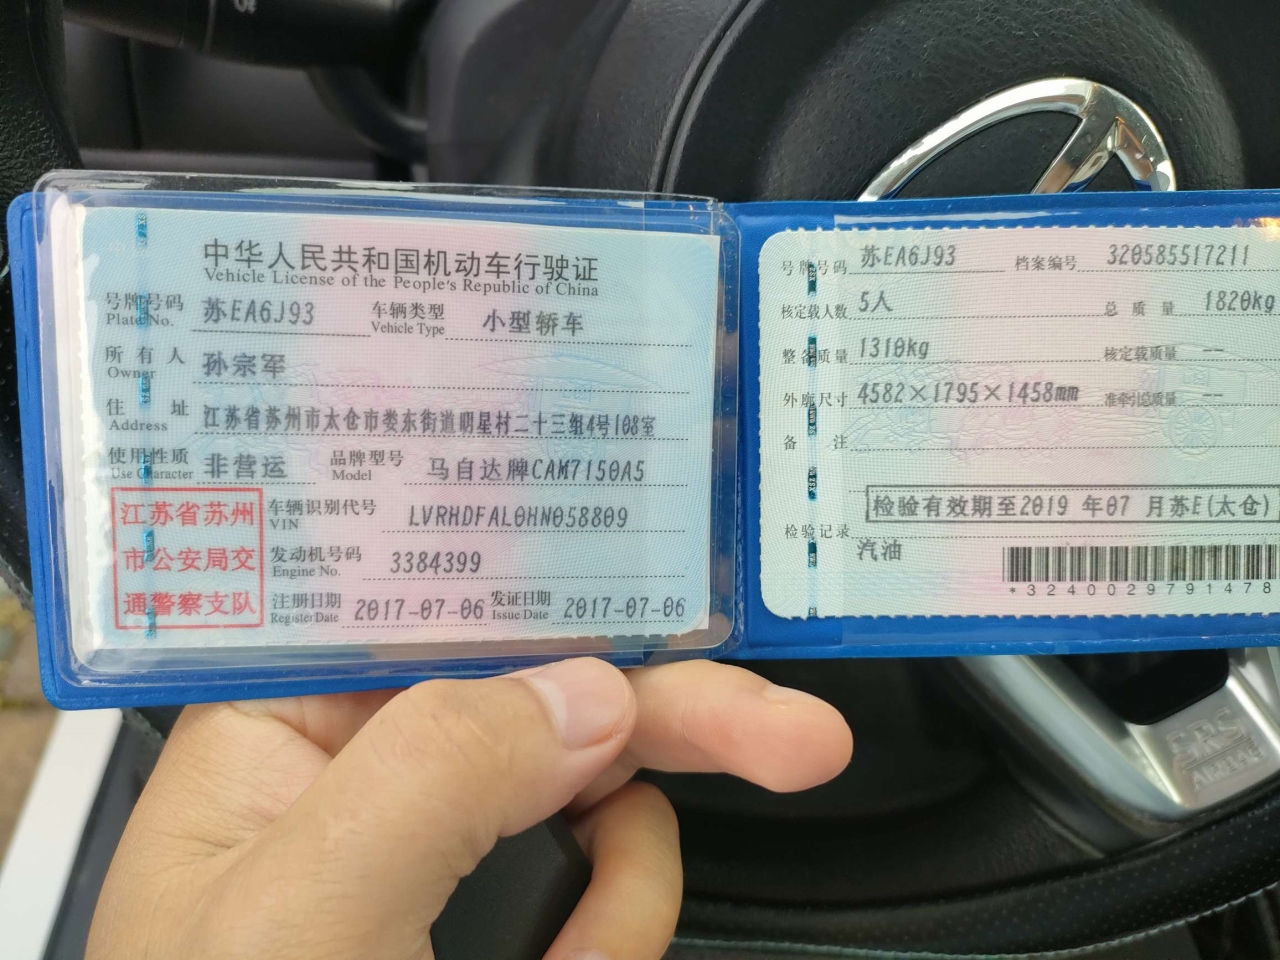 中华人民共和国机动车行驶证
Vehicle License of the People's Republic of China
号牌号码 苏EA6J93 车辆类型 小型轿车
Plate No. Vehicle Type
所有人 孙宗军
Owner
住址 江苏省苏州市太仓市娄东街道明星村二十三组4号108室
Address
使用性质 非营运 品牌型号 马自达牌CAM7150A5
Use Character Model
江苏省苏州
市公安局交
通警察支队
车辆识别代号 LVRHDFAL0HN058809
VIN
发动机号码 3384399
Engine No.
注册日期 2017-07-06 发证日期 2017-07-06
Register Date Issue Date
号牌号码 苏EA6J93 档案编号 320585517211
核定载人数 5人 总质量 1820kg
整备质量 1310kg 核定载质量 --
外廓尺寸 4582×1795×1458mm 准牵引总质量 --
备注
检验有效期至2019 年07 月苏E(太仓)
检验记录
汽油
*3240029791478
SRS
AIRBAG